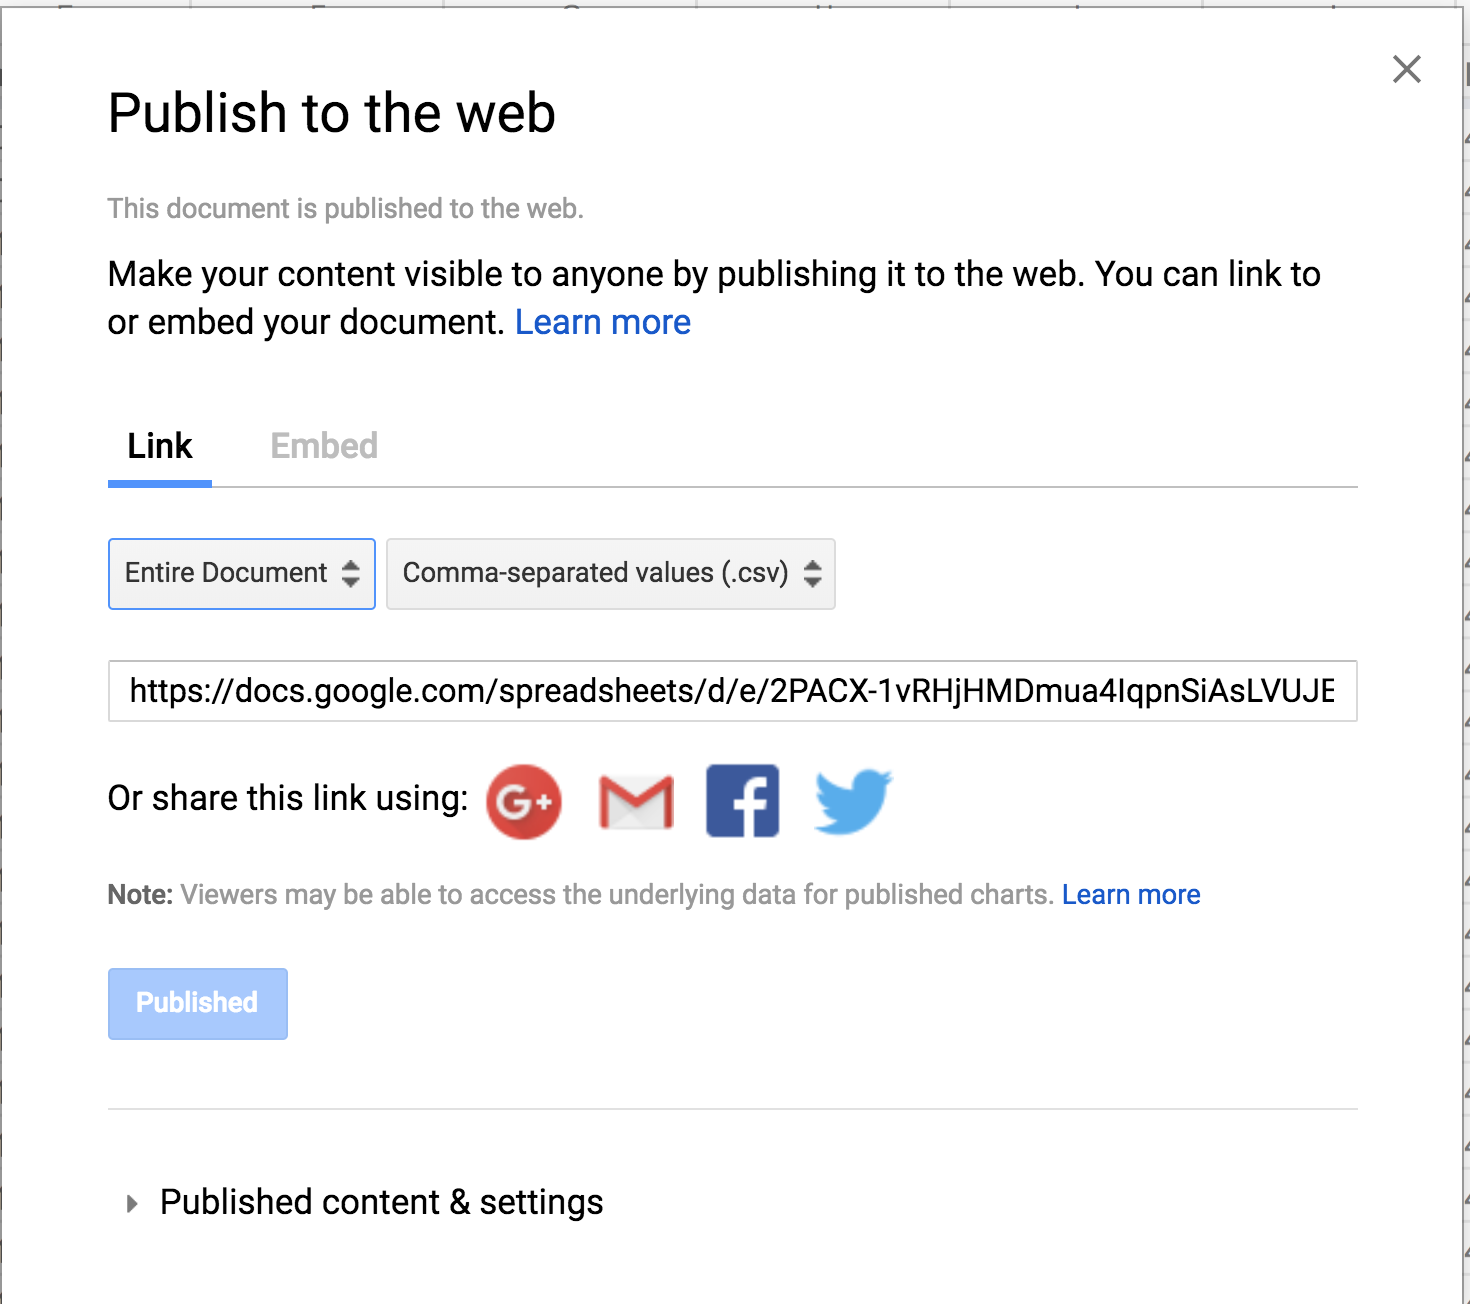 Publish to the web
This document is published to the web.
Make your content visible to anyone by publishing it to the web. You can link to
or embed your document. Learn more
Link Embed
Entire Document Comma-separated values (.csv)
https://docs.google.com/spreadsheets/d/e/2PACX-1vRHjHMDmua4IqpnSiAsLVUJE
Or share this link using: G+ M f
Note: Viewers may be able to access the underlying data for published charts. Learn more
Published
Published content & settings